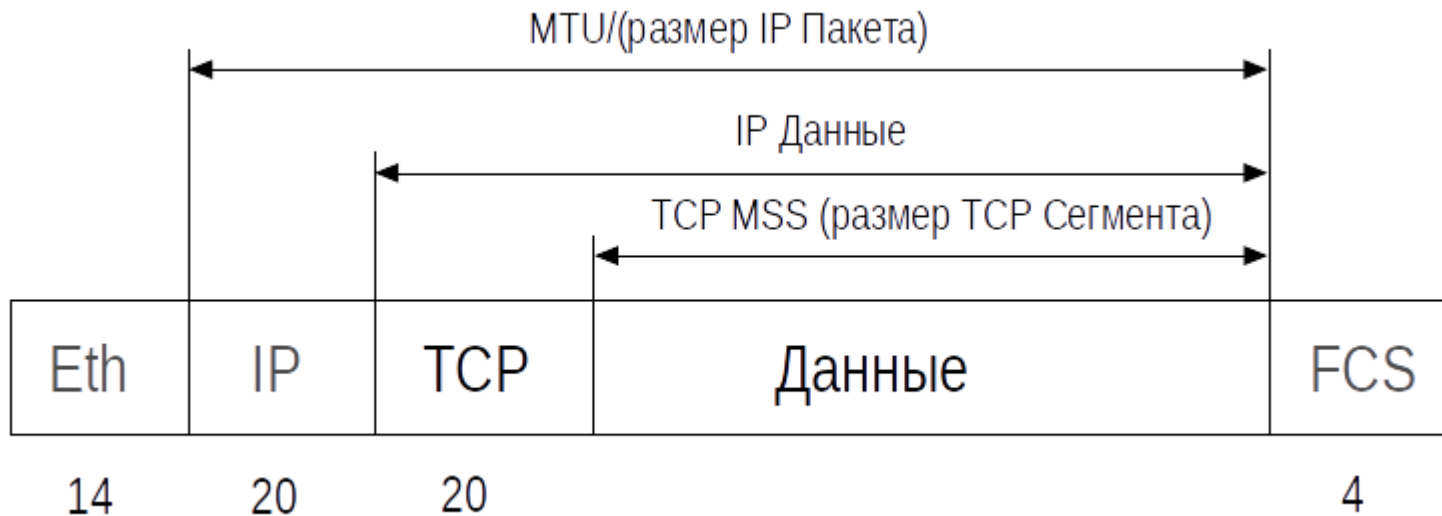 MTU/(размер IP Пакета)
IP Данные
TCP MSS (размер TCP Сегмента)
Eth IP TCP Данные FCS
14 20 20 4